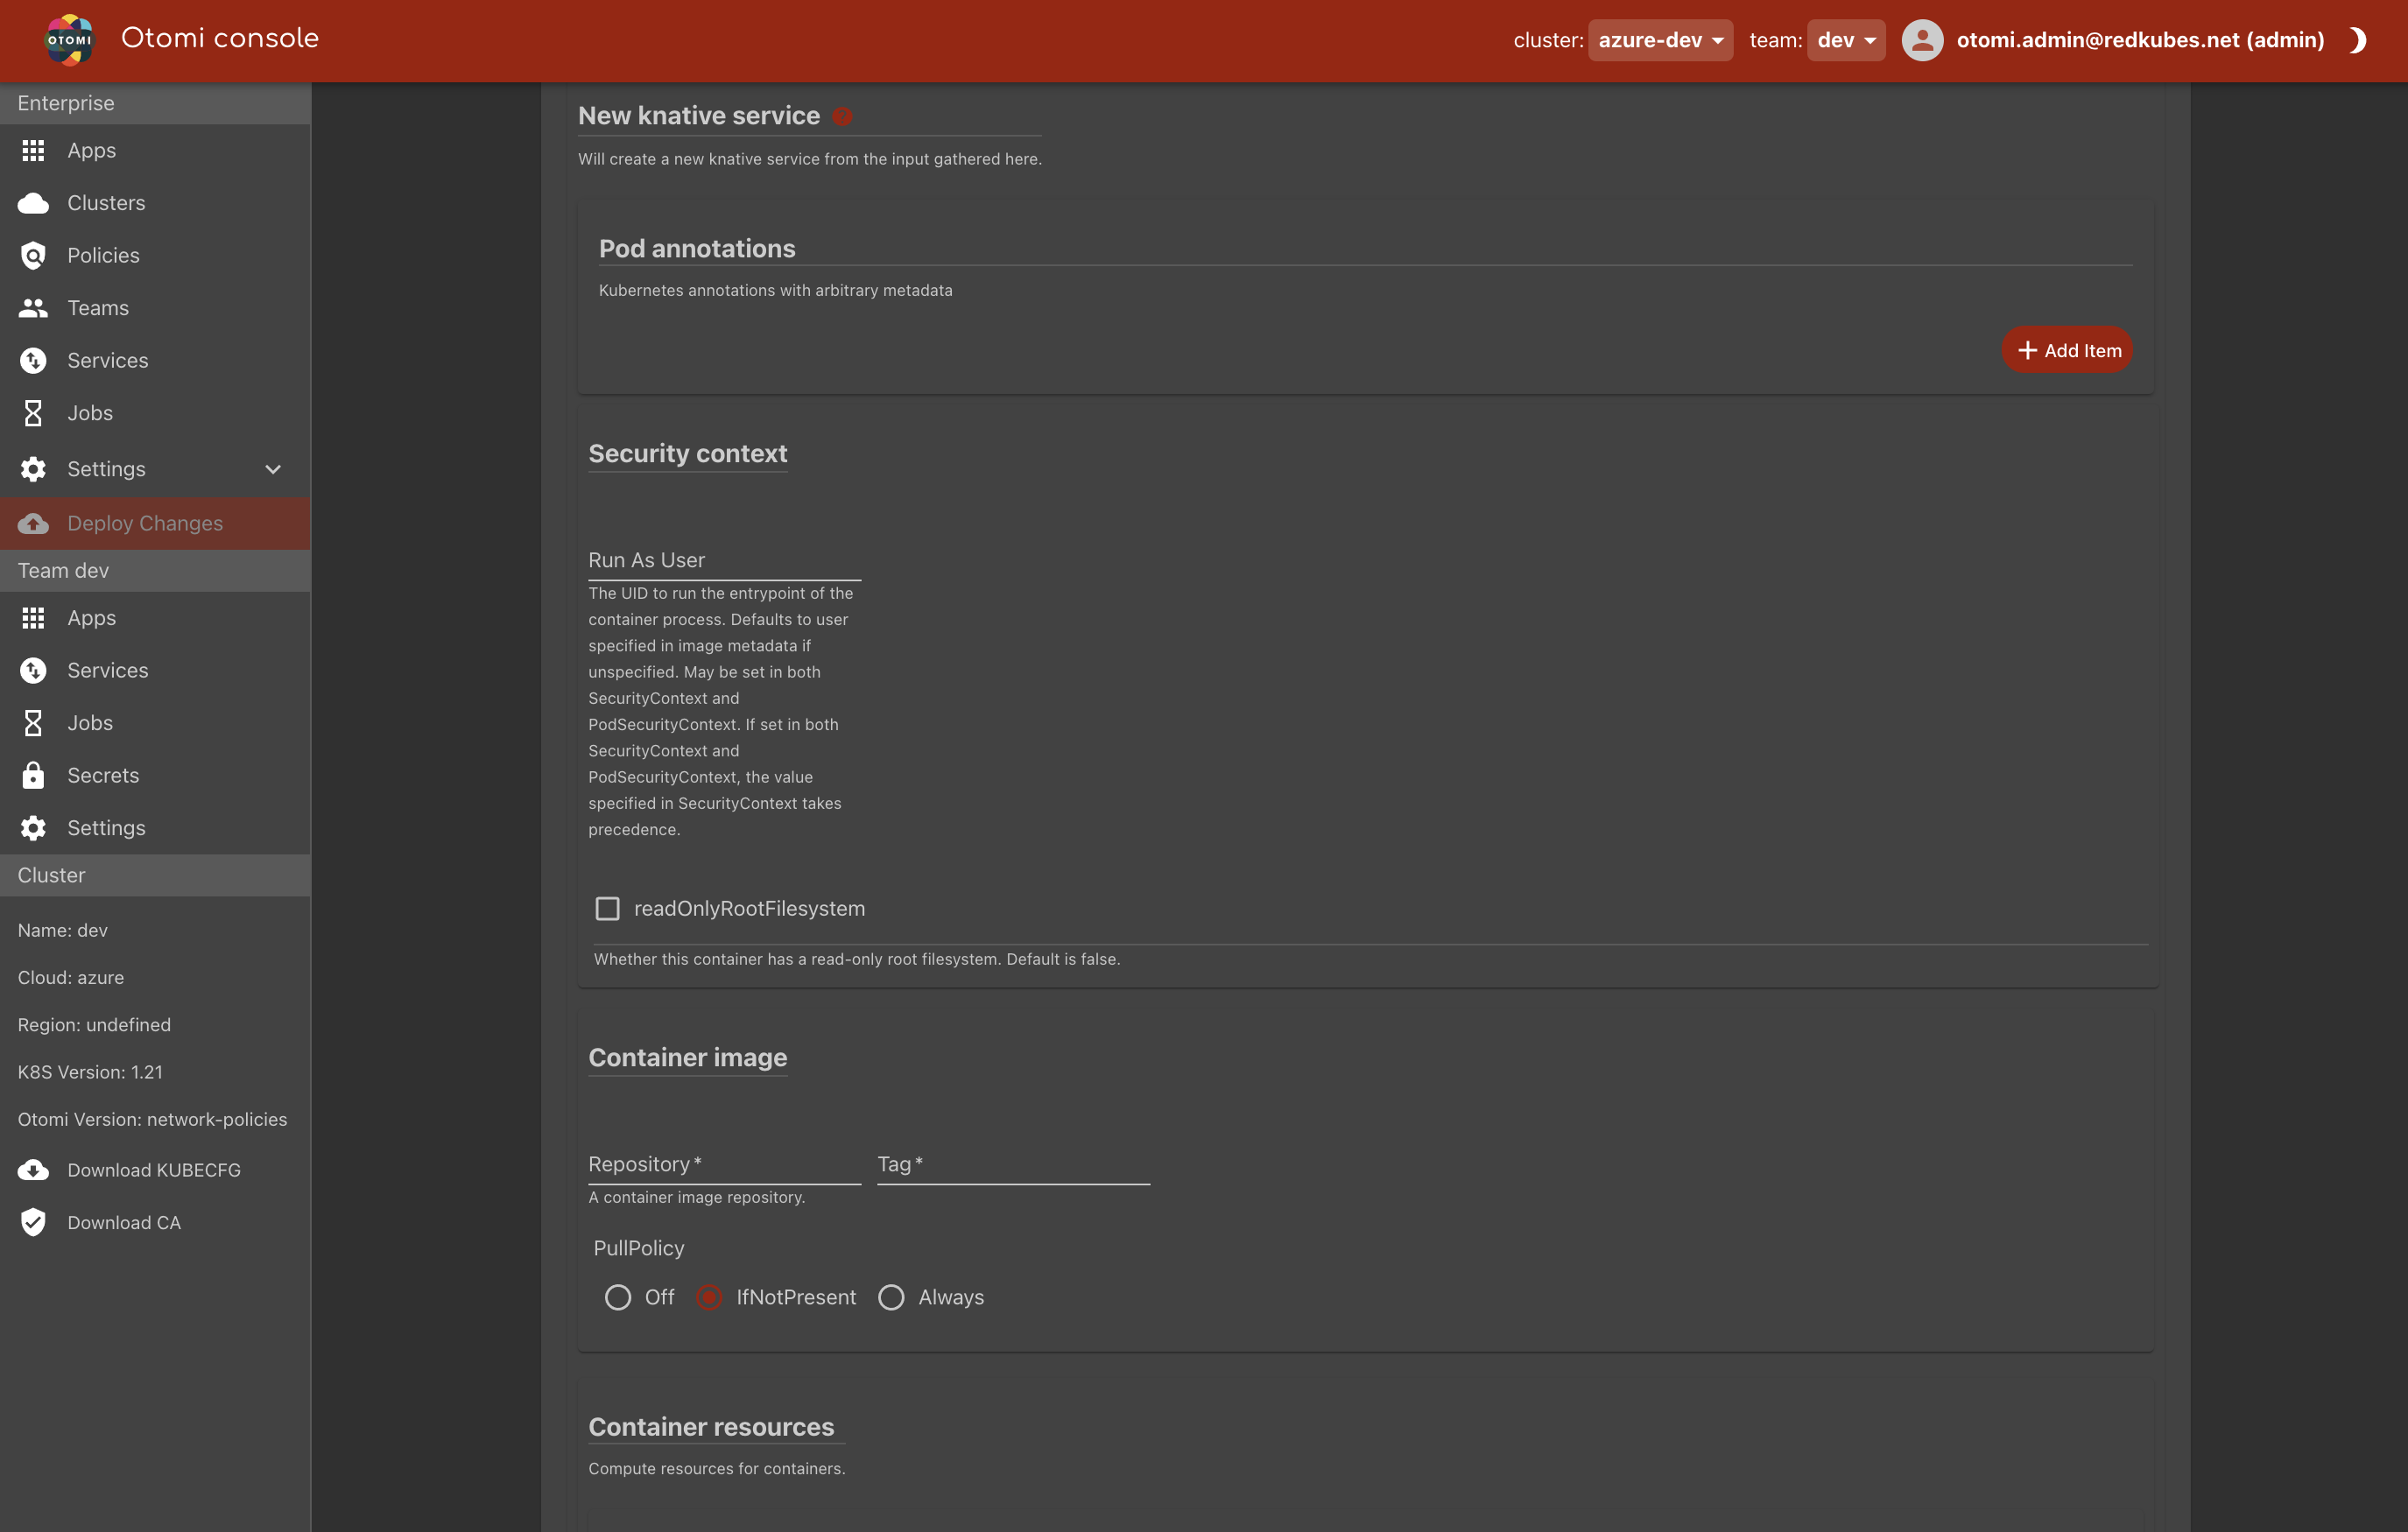 OTOMI
Otomi console
cluster: azure-dev team: dev otomi.admin@redkubes.net (admin)
Enterprise
Apps
Clusters
Policies
Teams
Services
Jobs
Settings
Deploy Changes
Team dev
Apps
Services
Jobs
Secrets
Settings
Cluster
Name: dev
Cloud: azure
Region: undefined
K8S Version: 1.21
Otomi Version: network-policies
Download KUBECFG
Download CA
New knative service ?
Will create a new knative service from the input gathered here.
Pod annotations
Kubernetes annotations with arbitrary metadata
Add Item
Security context
Run As User
The UID to run the entrypoint of the
container process. Defaults to user
specified in image metadata if
unspecified. May be set in both
SecurityContext and
PodSecurityContext. If set in both
SecurityContext and
PodSecurityContext, the value
specified in SecurityContext takes
precedence.
readOnlyRootFilesystem
Whether this container has a read-only root filesystem. Default is false.
Container image
Repository * Tag *
A container image repository.
PullPolicy
Off IfNotPresent Always
Container resources
Compute resources for containers.